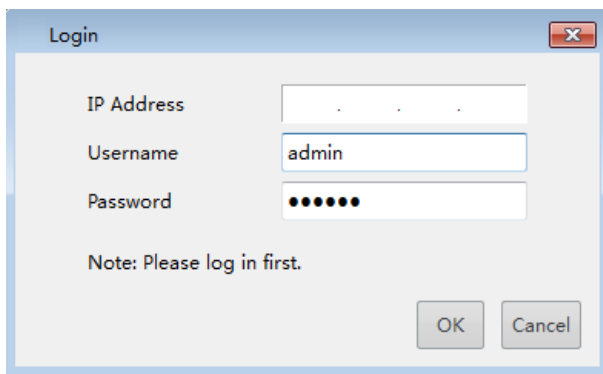 Login
IP Address . . .
Username admin
Password ●●●●●●
Note: Please log in first.
OK Cancel